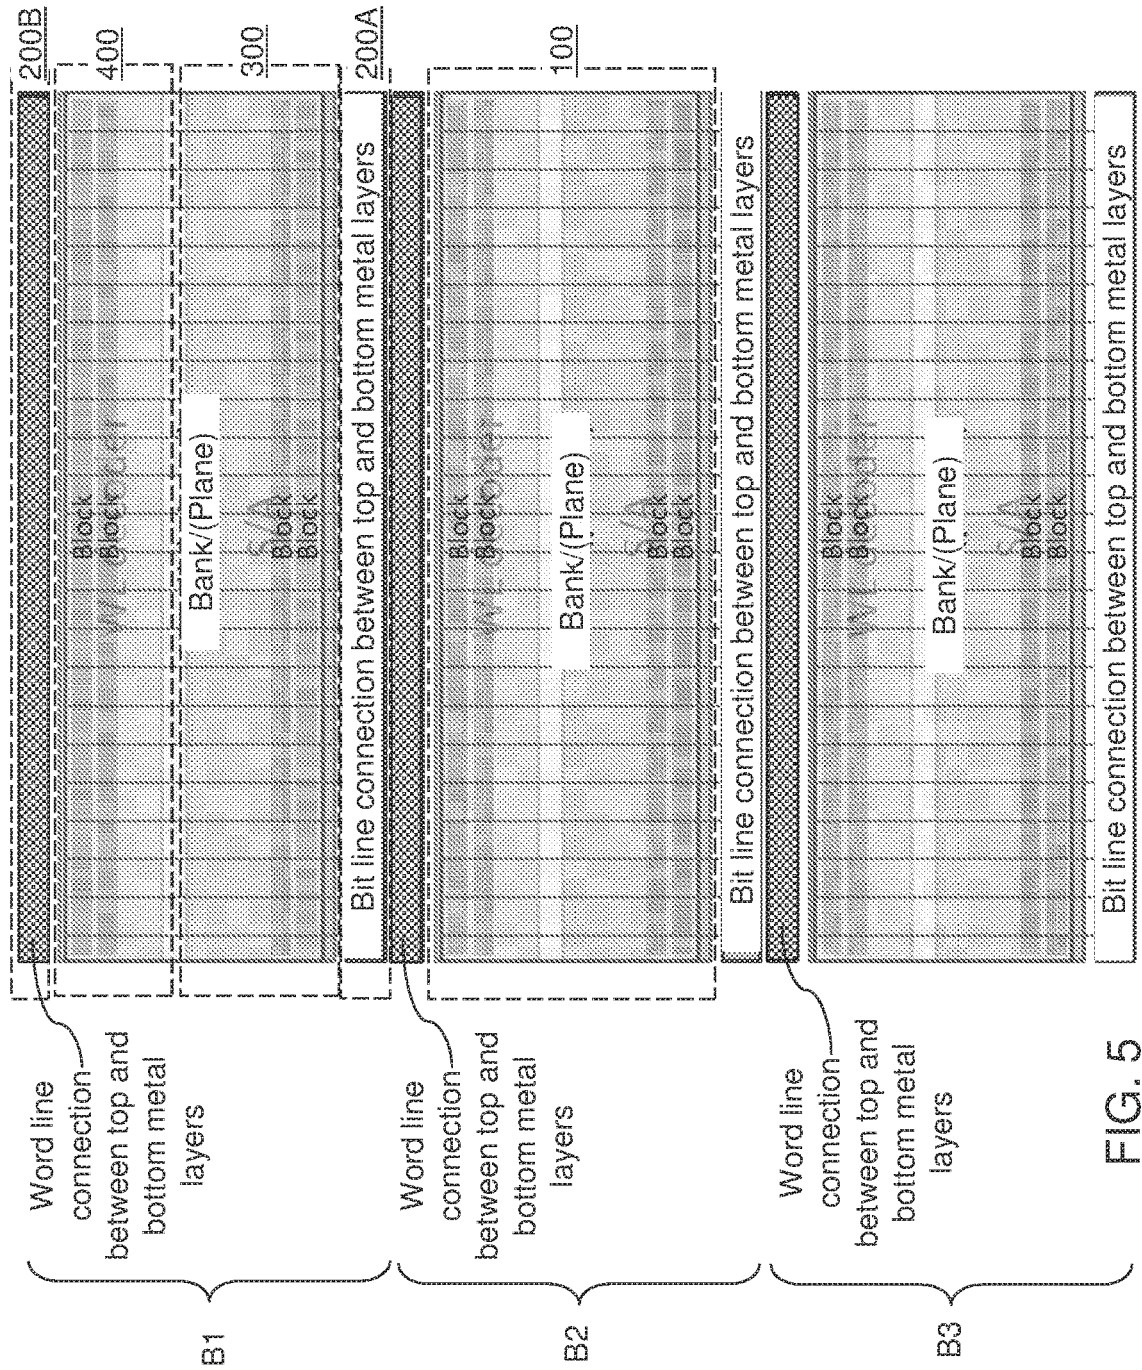 200B
400
300
200A
100
Word line
connection
between top and
bottom metal
layers
Block
Block
Bank/(Plane)
S/A
Block
Block
Bit line connection between top and bottom metal layers
B1
Word line
connection
between top and
bottom metal
layers
Block
Block
Bank/(Plane)
S/A
Block
Block
Bit line connection between top and bottom metal layers
B2
Word line
connection
between top and
bottom metal
layers
Block
Block
Bank/(Plane)
S/A
Block
Block
Bit line connection between top and bottom metal layers
B3
FIG. 5